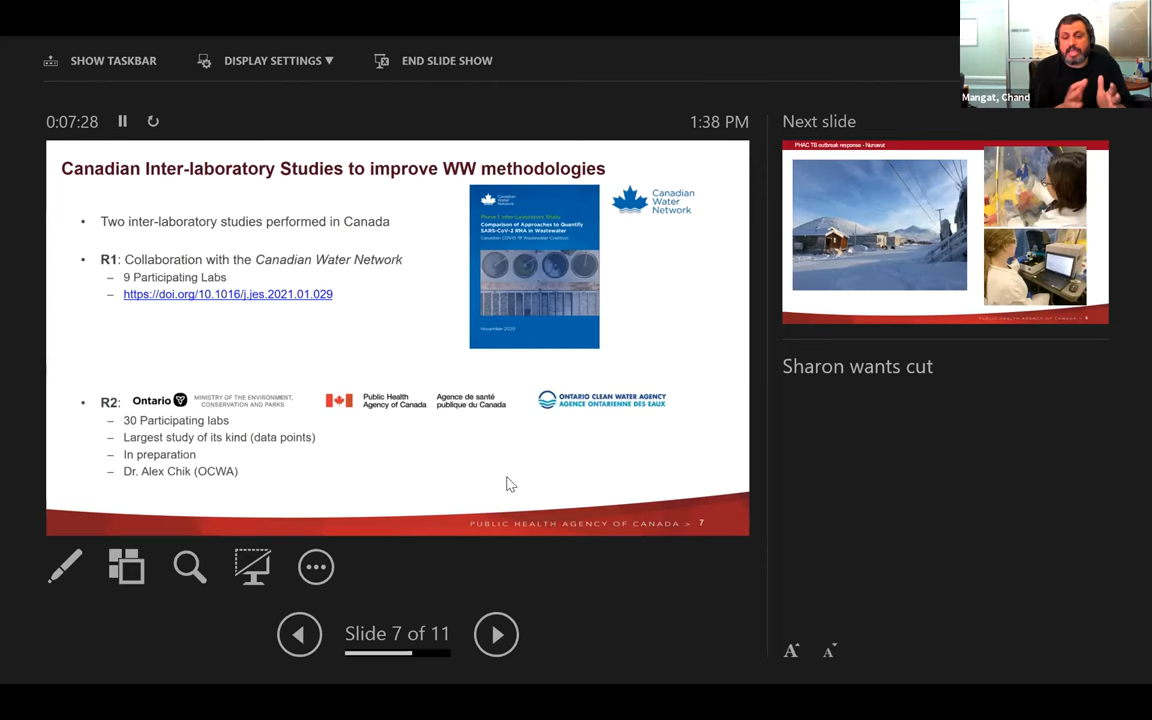 SHOW TASKBAR
DISPLAY SETTINGS ▼
END SLIDE SHOW
Mangat, Chand
0:07:28
1:38 PM
Canadian Inter-laboratory Studies to improve WW methodologies
• Two inter-laboratory studies performed in Canada
• R1: Collaboration with the Canadian Water Network
– 9 Participating Labs
– https://doi.org/10.1016/j.jes.2021.01.029
Canadian
Water
Network
Phase 1 Inter-Laboratory Study
Comparison of Approaches to Quantify
SARS-CoV-2 RNA in Wastewater
Canadian COVID-19 Wastewater Coalition
November 2020
Canadian
Water
Network
• R2:
Ontario
MINISTRY OF THE ENVIRONMENT,
CONSERVATION AND PARKS
Public Health
Agency of Canada
Agence de santé
publique du Canada
ONTARIO CLEAN WATER AGENCY
AGENCE ONTARIENNE DES EAUX
– 30 Participating labs
– Largest study of its kind (data points)
– In preparation
– Dr. Alex Chik (OCWA)
PUBLIC HEALTH AGENCY OF CANADA > 7
Slide 7 of 11
Next slide
PHAC TB outbreak response - Nunavut
PUBLIC HEALTH AGENCY OF CANADA >
Sharon wants cut
A A